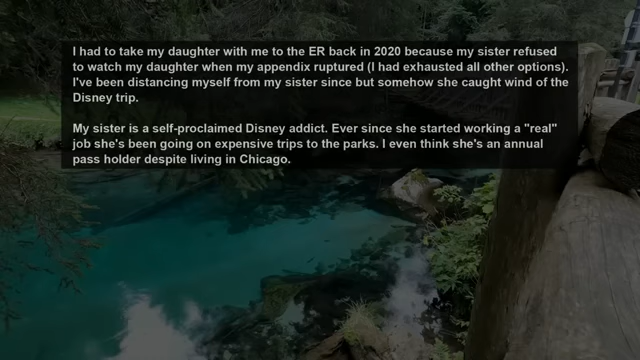 I had to take my daughter with me to the ER back in 2020 because my sister refused
to watch my daughter when my appendix ruptured (I had exhausted all other options).
I've been distancing myself from my sister since but somehow she caught wind of the
Disney trip.
My sister is a self-proclaimed Disney addict. Ever since she started working a "real"
job she's been going on expensive trips to the parks. I even think she's an annual
pass holder despite living in Chicago.